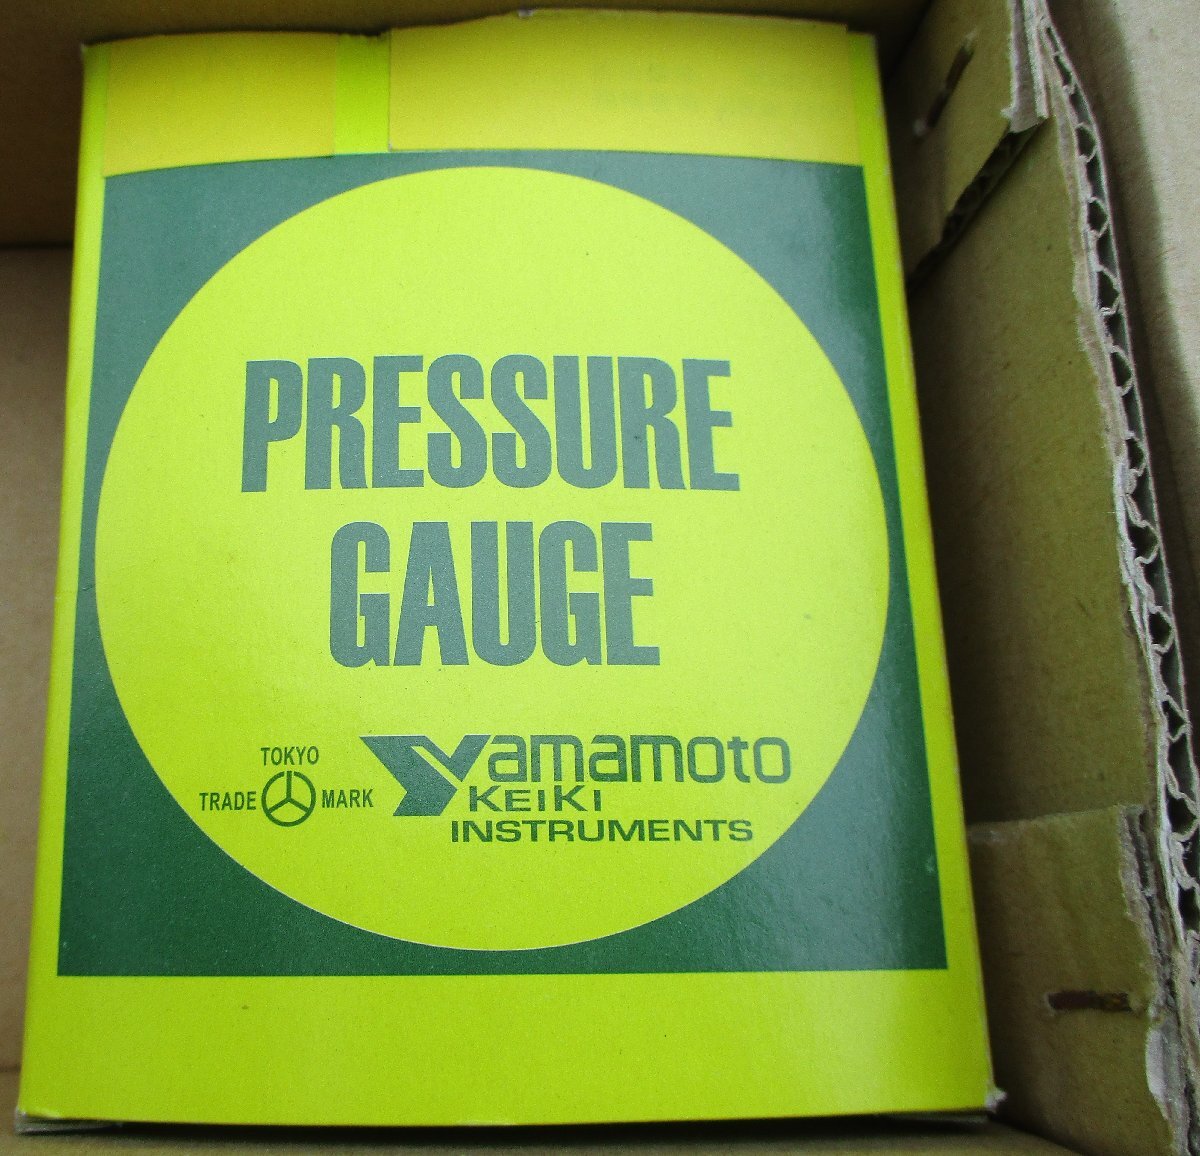 PRESSURE
GAUGE
TOKYO
TRADE MARK
Yamamoto
KEIKI
INSTRUMENTS